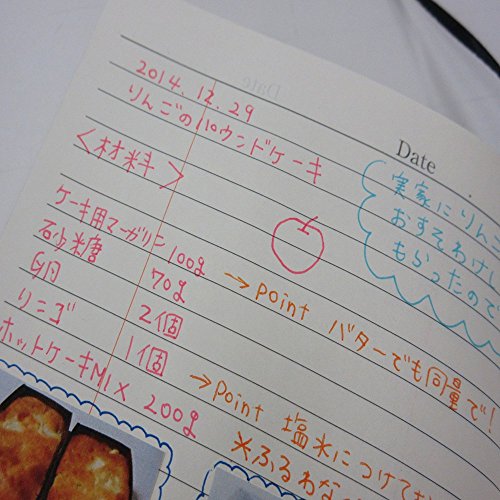 Date
2014.12.29
りんごのパウンドケーキ
<材料>
実家にりんご
おすそわけし
もらったので
ケーキ用マーガリン 100g
→ point バターでも同量で!
砂糖 70g
卵 2個
リンゴ 1個
→ point 塩水につけて
ホットケーキMIX 200g
※ふるわな